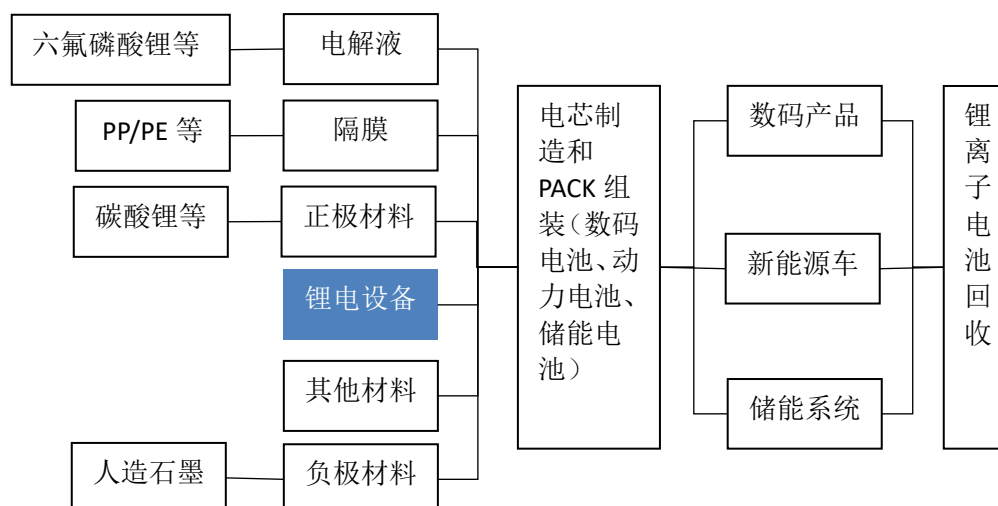 六氟磷酸锂等
电解液
PP/PE 等
隔膜
碳酸锂等
正极材料
锂电设备
其他材料
人造石墨
负极材料
电芯制
造和
PACK 组
装（数码
电池、动
力电池、
储能电
池）
数码产品
新能源车
储能系统
锂
离
子
电
池
回
收